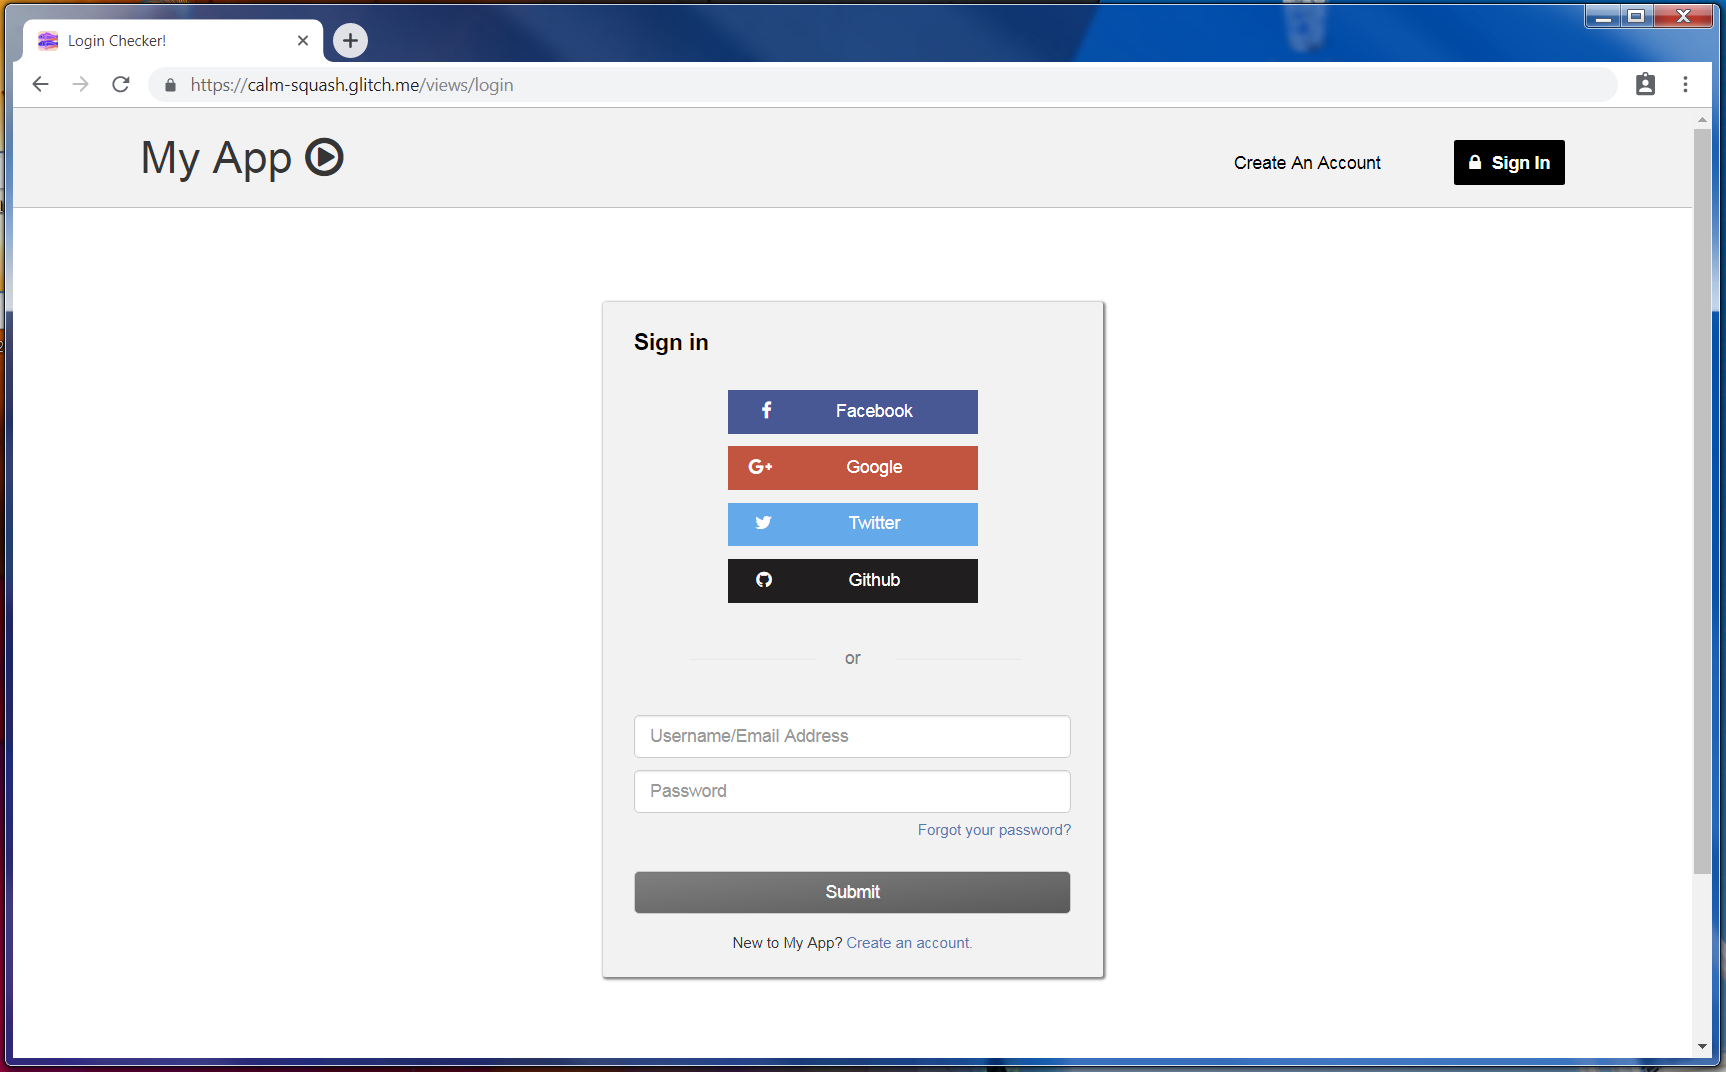 Login Checker!
https://calm-squash.glitch.me/views/login
My App
Create An Account
Sign In
Sign in
Facebook
G+ Google
Twitter
Github
or
Username/Email Address
Password
Forgot your password?
Submit
New to My App? Create an account.